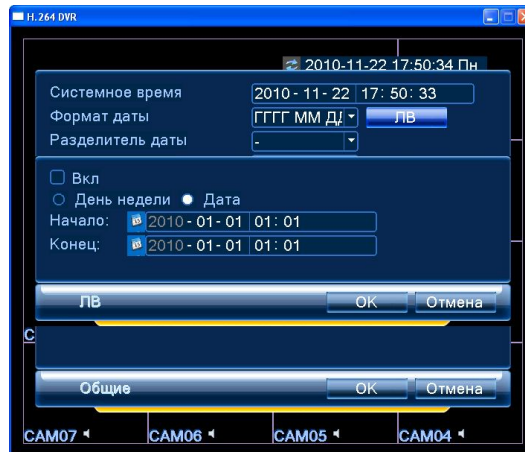 H.264 DVR
2010-11-22 17:50:34 Пн
Системное время 2010 - 11 - 22 17: 50: 33
Формат даты ГГГГ ММ ЛВ
Разделитель даты -
Вкл
День недели Дата
Начало: 2010 - 01 - 01 01: 01
Конец: 2010 - 01 - 01 01: 01
ЛВ OK Отмена
Общие OK Отмена
CAM07 CAM06 CAM05 CAM04